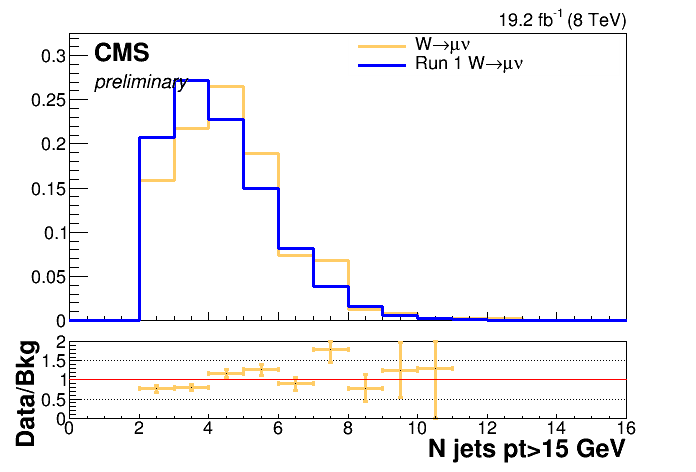 19.2 fb⁻¹ (8 TeV)
CMS
preliminary
W→μν
Run 1 W→μν
0.3
0.25
0.2
0.15
0.1
0.05
0
Data/Bkg
2
1.5
1
0.5
0
0 2 4 6 8 10 12 14 16
N jets pt>15 GeV